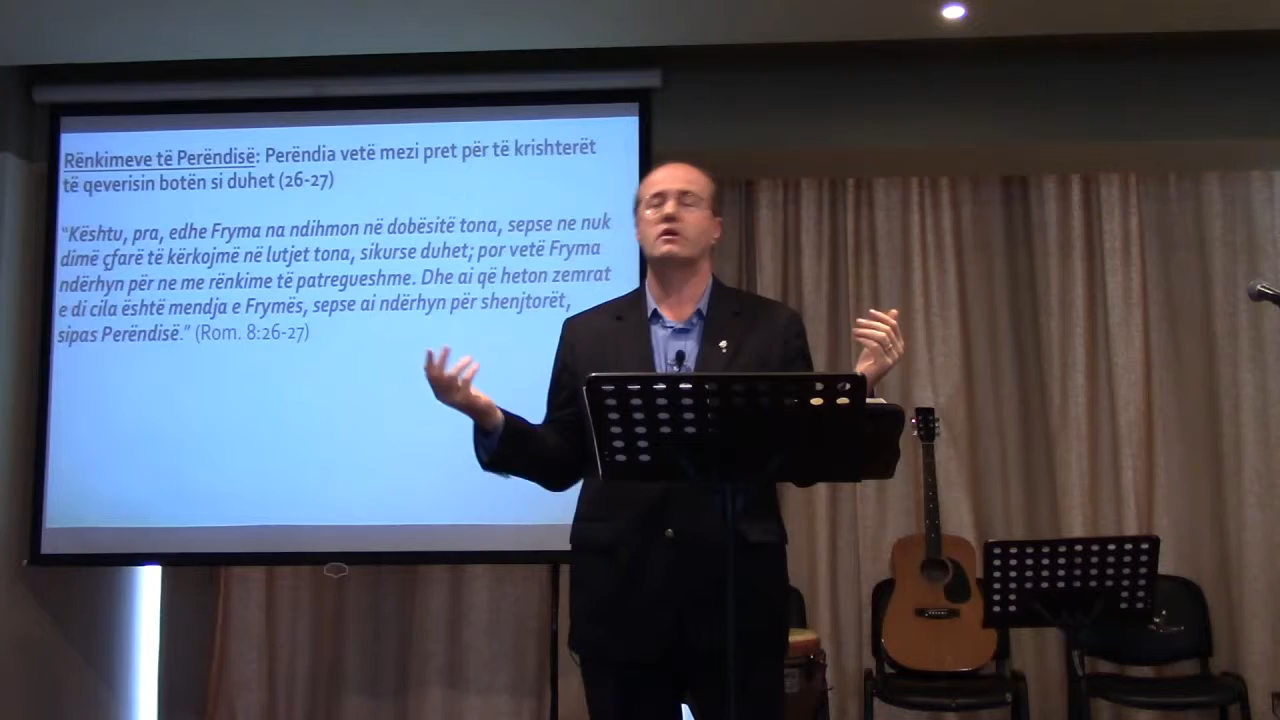 Rënkimeve të Perëndisë: Perëndia vetë mezi pret për të krishterët
të qeverisin botën si duhet (26-27)
“Kështu, pra, edhe Fryma na ndihmon në dobësitë tona, sepse ne nuk
dimë çfarë të kërkojmë në lutjet tona, sikurse duhet; por vetë Fryma
ndërhyn për ne me rënkime të patregueshme. Dhe ai që heton zemrat
e di cila është mendja e Frymës, sepse ai ndërhyn për shenjtorët,
sipas Perëndisë.” (Rom. 8:26-27)